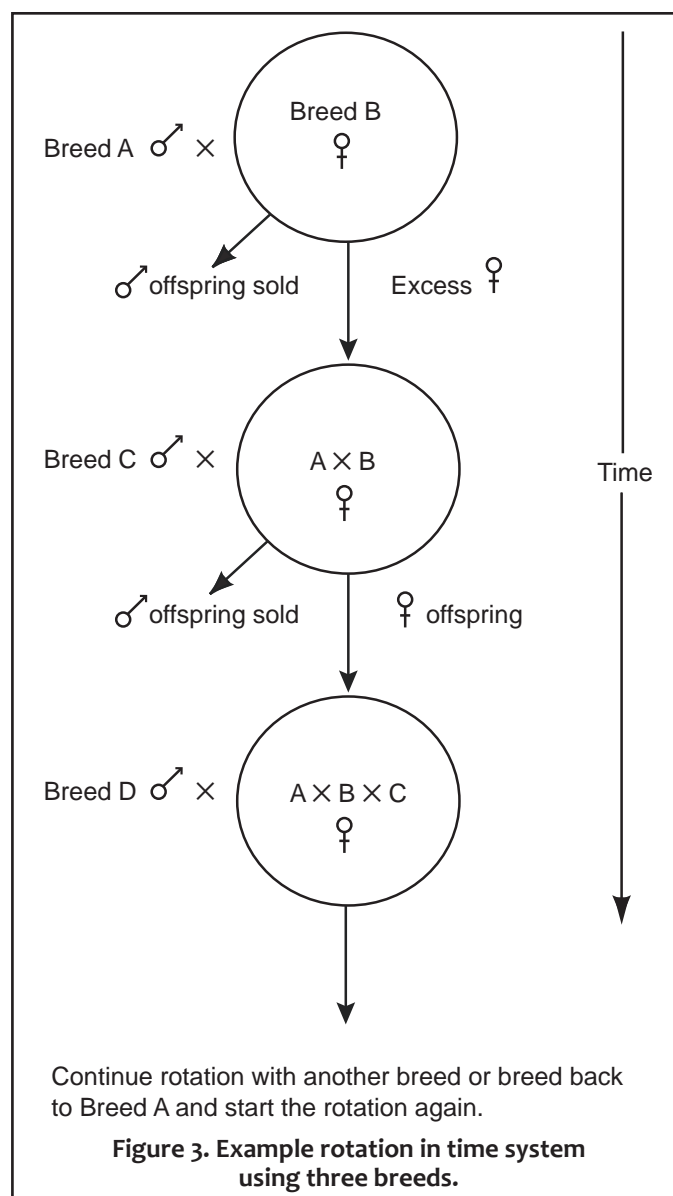 Breed B
♀
Breed A ♂ ×
♂ offspring sold
Excess ♀
Breed C ♂ ×
A × B
♀
Time
♂ offspring sold
♀ offspring
Breed D ♂ ×
A × B × C
♀
Continue rotation with another breed or breed back
to Breed A and start the rotation again.
Figure 3. Example rotation in time system
using three breeds.